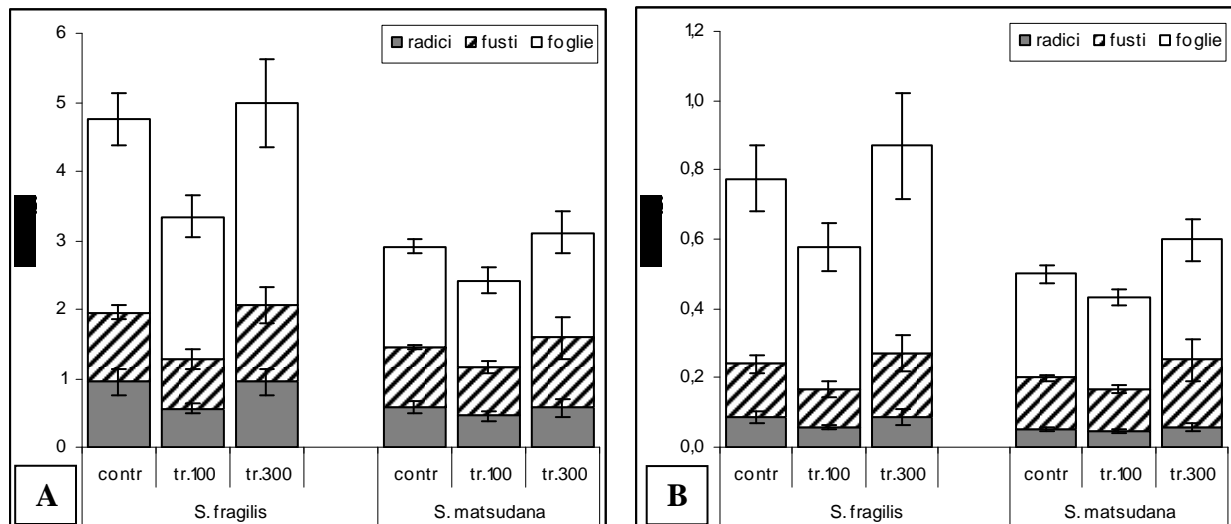 6
5
4
3
2
1
0
radici fusti foglie
contr tr.100 tr.300 contr tr.100 tr.300
S. fragilis S. matsudana
A
1,2
1,0
0,8
0,6
0,4
0,2
0,0
radici fusti foglie
contr tr.100 tr.300 contr tr.100 tr.300
S. fragilis S. matsudana
B